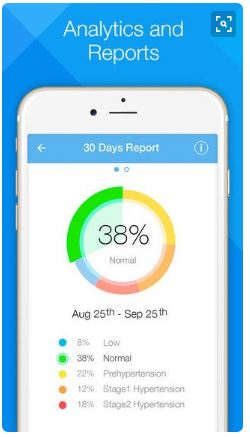 Analytics and
Reports
30 Days Report
38%
Normal
Aug 25th - Sep 25th
8% Low
38% Normal
22% Prehypertension
12% Stage1 Hypertension
18% Stage2 Hypertension